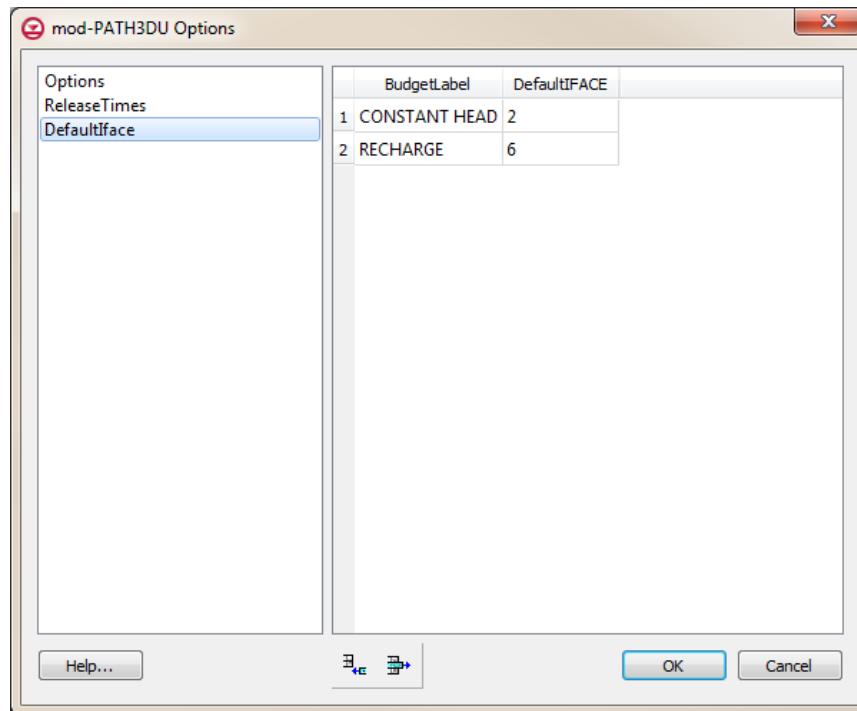 mod-PATH3DU Options
Options
ReleaseTimes
DefaultIface
BudgetLabel DefaultIFACE
1 CONSTANT HEAD 2
2 RECHARGE 6
Help... OK Cancel